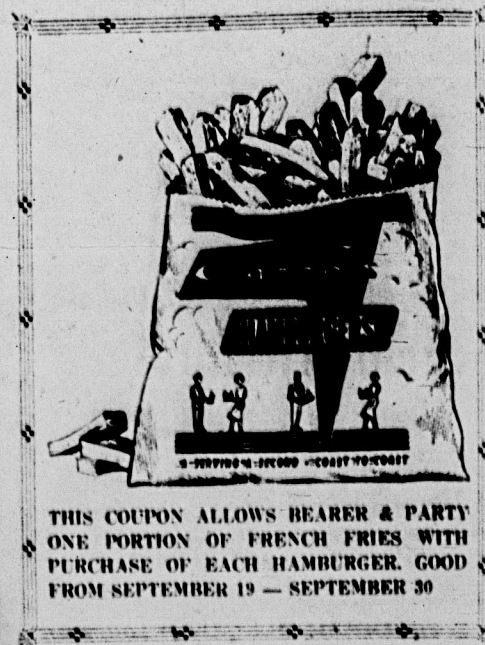 HAMBURGERS
A SERVING A SECOND - COAST TO COAST
THIS COUPON ALLOWS BEARER & PARTY
ONE PORTION OF FRENCH FRIES WITH
PURCHASE OF EACH HAMBURGER. GOOD
FROM SEPTEMBER 19 — SEPTEMBER 30